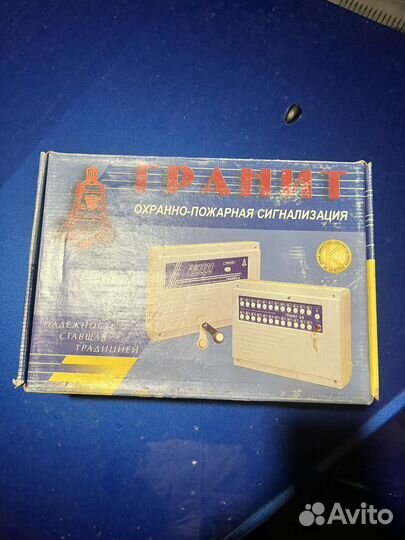 ГРАНИТ
ОХРАННО-ПОЖАРНАЯ СИГНАЛИЗАЦИЯ
НАДЕЖНОСТЬ
СТАВШАЯ
ТРАДИЦИЕЙ
Avito